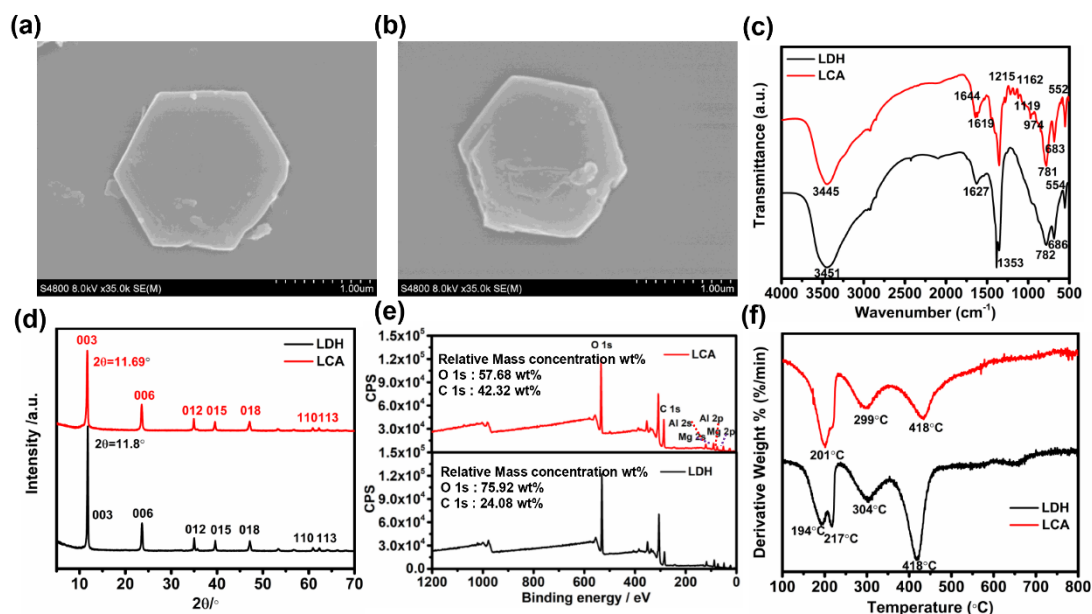 (a)
S4800 8.0kV x35.0k SE(M)
1.00um
(b)
S4800 8.0kV x35.0k SE(M)
1.00um
(c)
Transmittance (a.u.)
LDH
LCA
1644
1619
1215
1162
1119
974
552
683
781
3445
1627
554
686
782
1353
3451
4000 3500 3000 2500 2000 1500 1000 500
Wavenumber (cm-1)
(d)
Intensity /a.u.
003
2θ=11.69°
LDH
LCA
006
012 015 018
110 113
2θ=11.8°
003
006
012 015 018
110 113
10 20 30 40 50 60 70
2θ/°
(e)
CPS
1.5x10⁵
1.2x10⁵
9.0x10⁴
6.0x10⁴
3.0x10⁴
Relative Mass concentration wt%
O 1s : 57.68 wt%
C 1s : 42.32 wt%
O 1s
LCA
C 1s
Al 2s
Al 2p
Mg 2s
Mg 2p
CPS
1.5x10⁵
1.2x10⁵
9.0x10⁴
6.0x10⁴
3.0x10⁴
0.0
Relative Mass concentration wt%
O 1s : 75.92 wt%
C 1s : 24.08 wt%
LDH
1200 1000 800 600 400 200 0
Binding energy / eV
(f)
Derivative Weight % (%/min)
201°C
299°C
418°C
LDH
LCA
194°C
217°C
304°C
418°C
100 200 300 400 500 600 700 800
Temperature (°C)